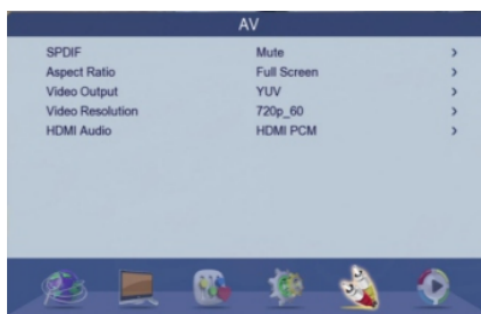 AV
SPDIF Mute >
Aspect Ratio Full Screen >
Video Output YUV >
Video Resolution 720p_60 >
HDMI Audio HDMI PCM >